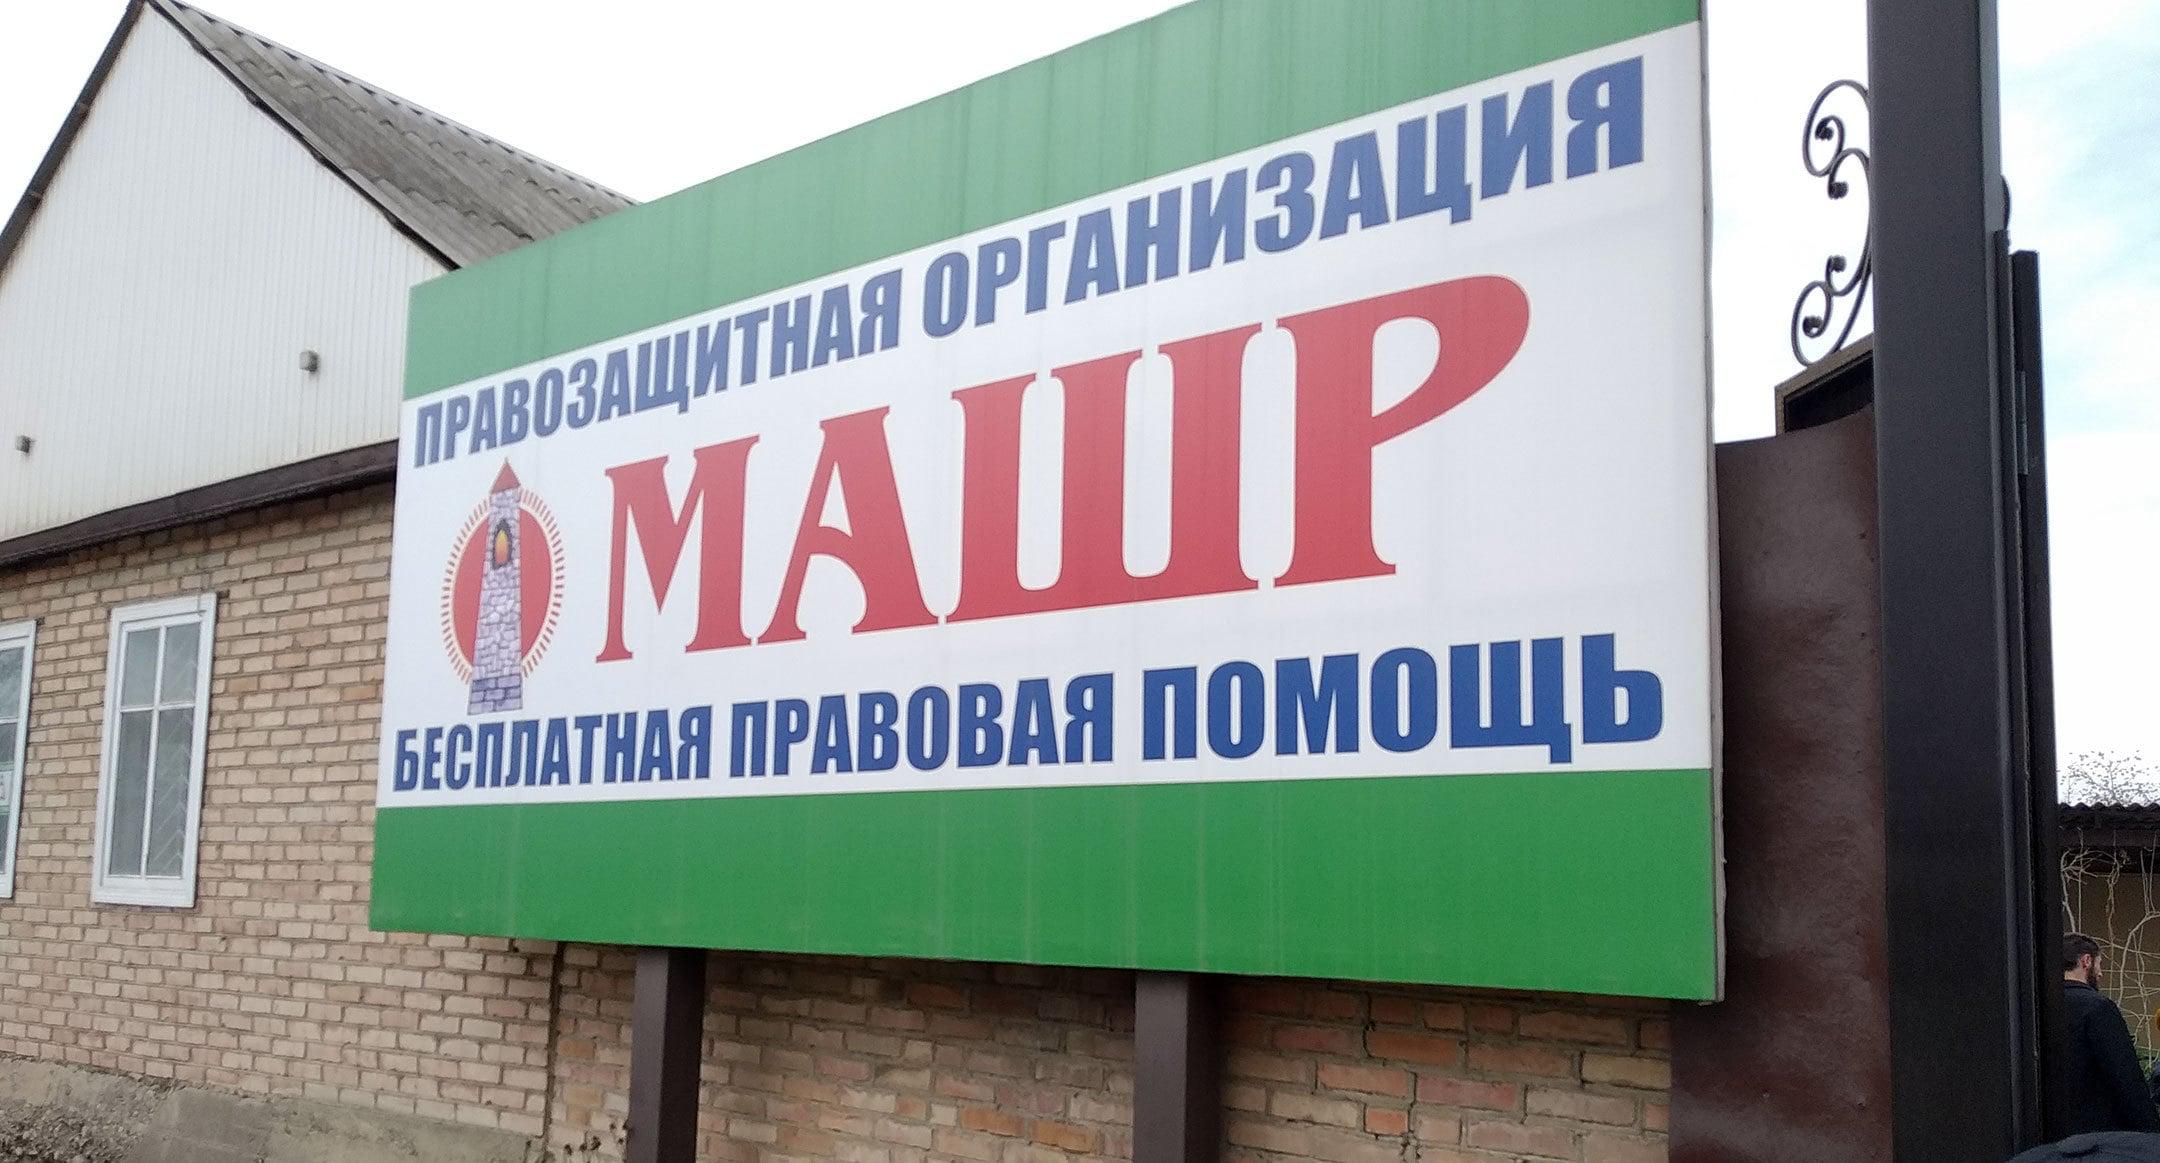 ПРАВОЗАЩИТНАЯ ОРГАНИЗАЦИЯ
МАШР
БЕСПЛАТНАЯ ПРАВОВАЯ ПОМОЩЬ